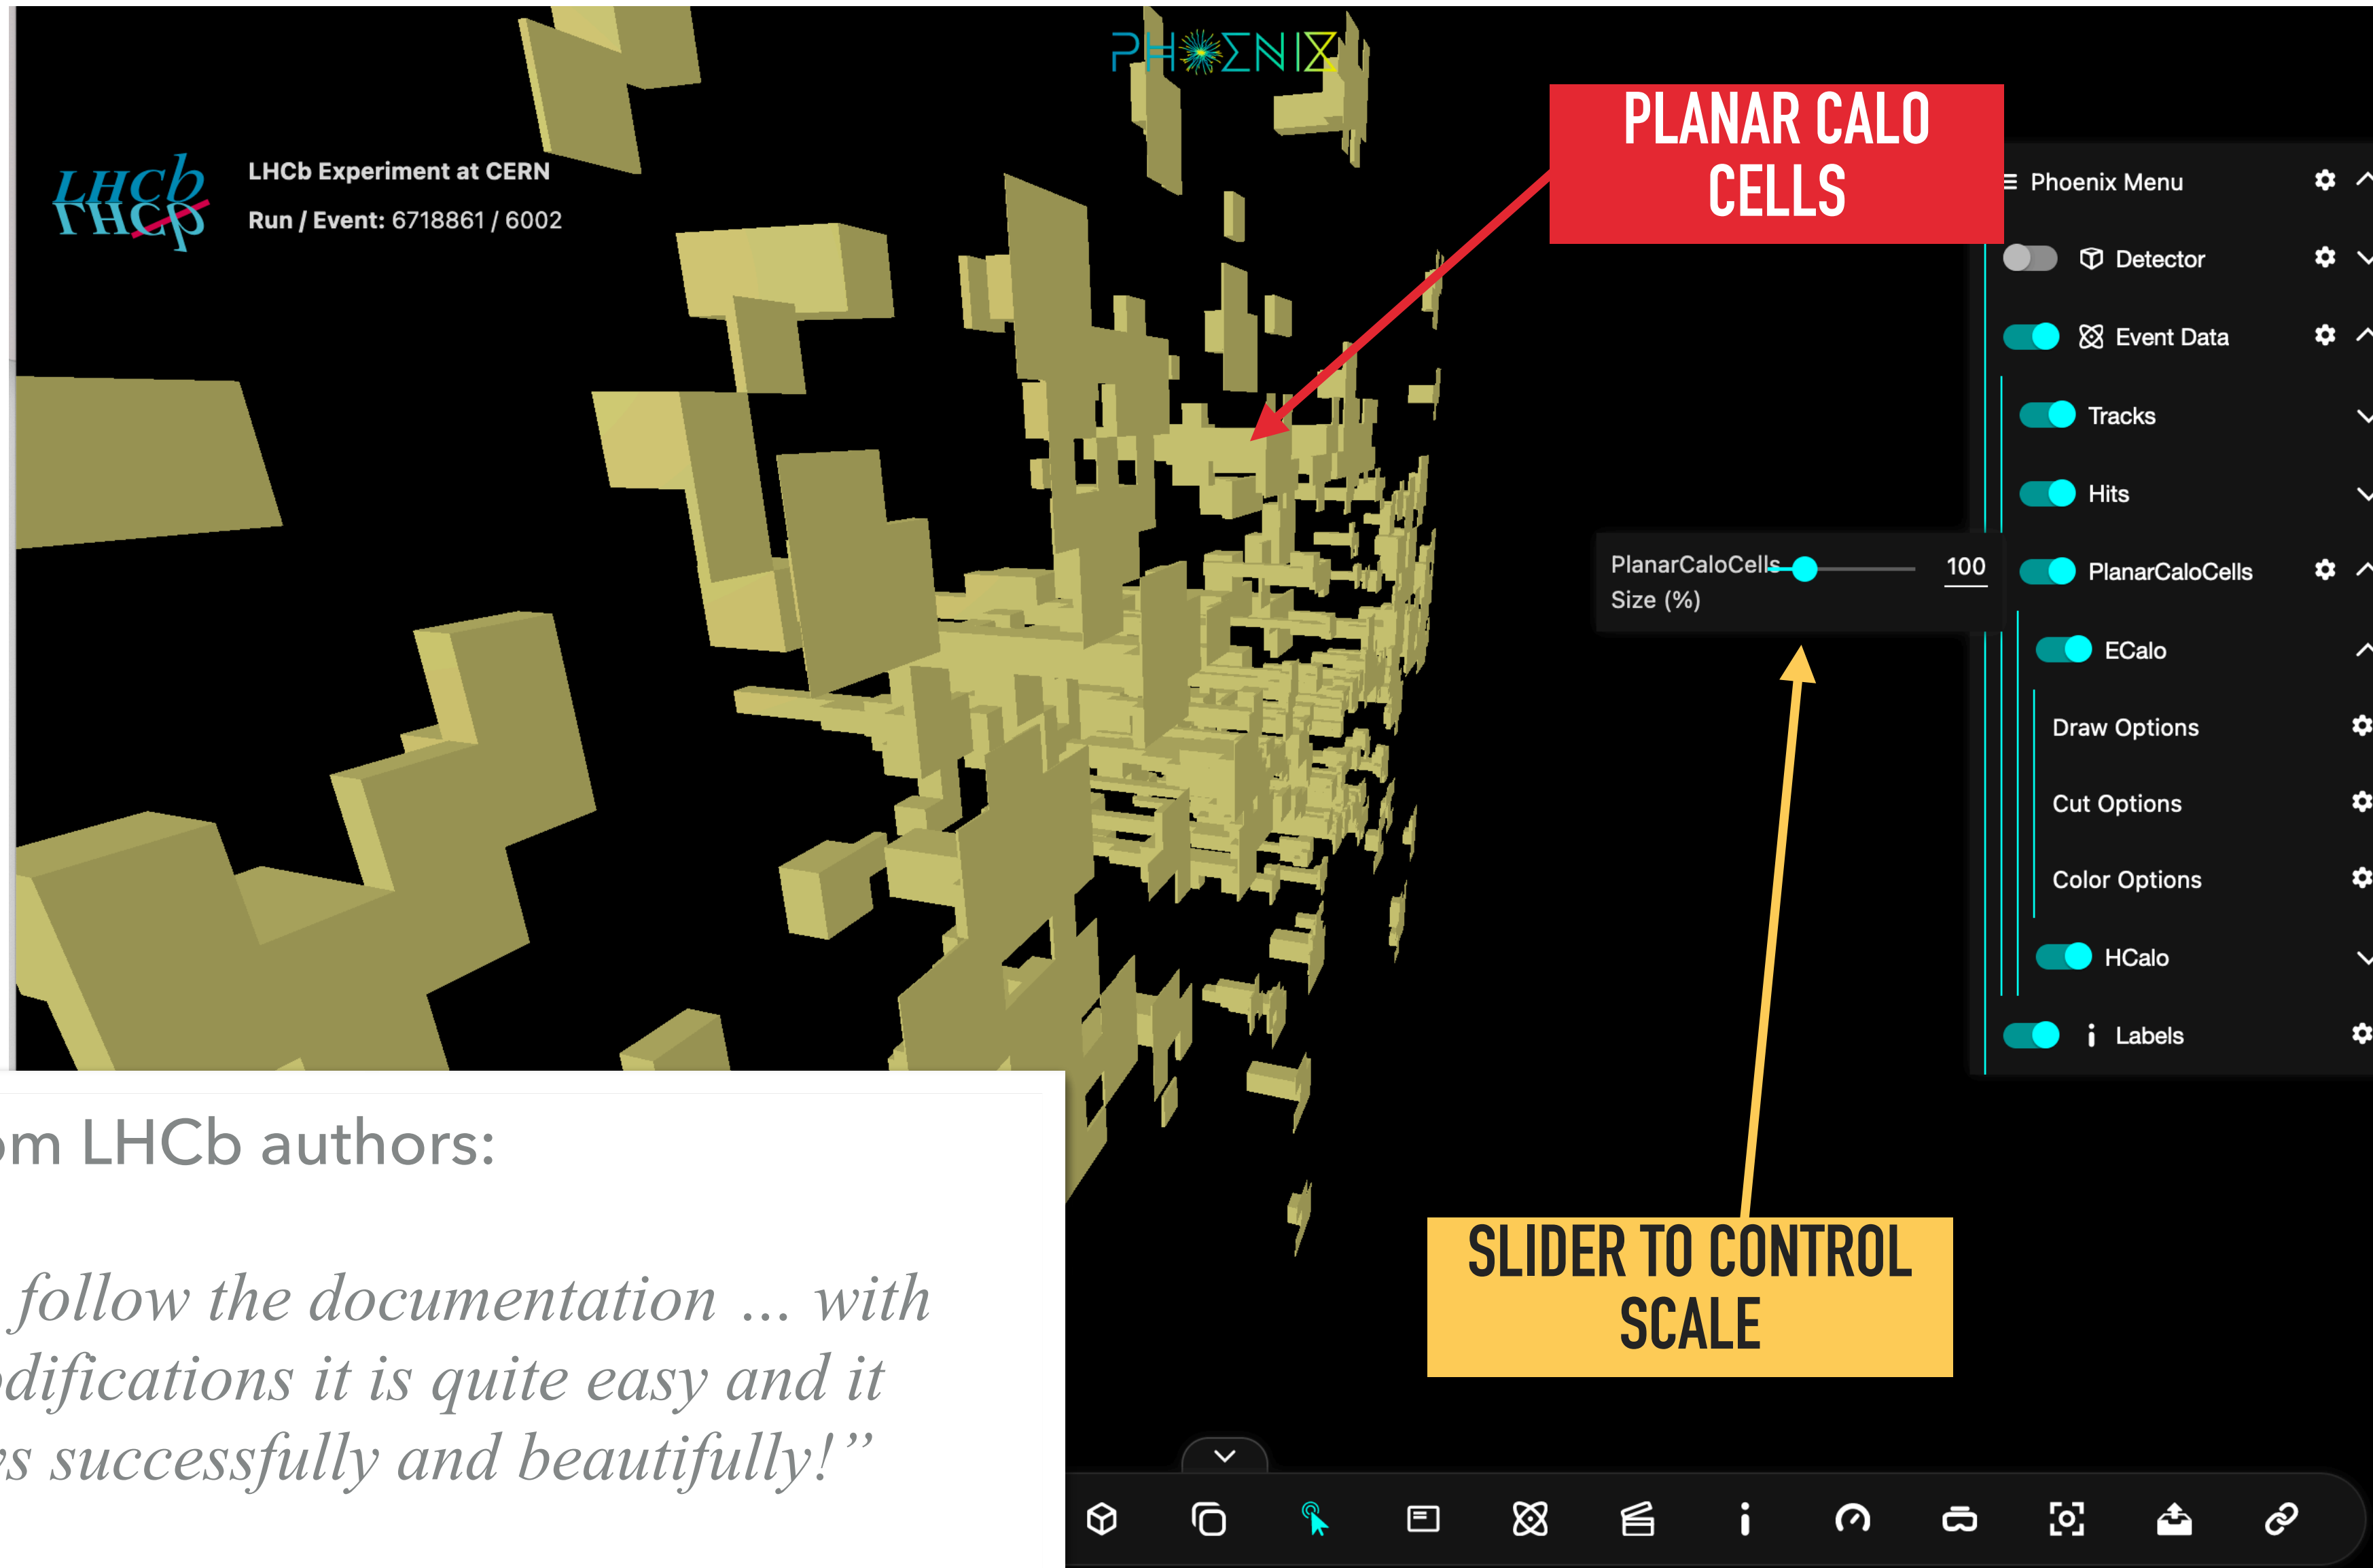 PHOENIX
PLANAR CALO
CELLS
LHCb
LHCb Experiment at CERN
Run / Event: 6718861 / 6002
Phoenix Menu
Detector
Event Data
Tracks
Hits
PlanarCaloCells
Size (%)
100
PlanarCaloCells
ECalo
Draw Options
Cut Options
Color Options
HCalo
Labels
LHCb authors:
follow the documentation ... with
it is quite easy and it
successfully and beautifully!”
SLIDER TO CONTROL
SCALE